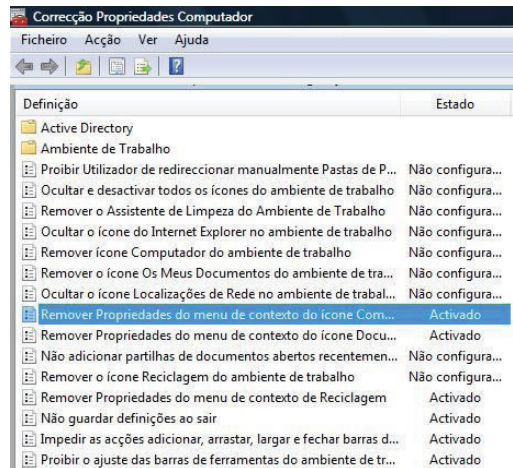 Correcção Propriedades Computador
Ficheiro Acção Ver Ajuda
Definição Estado
Active Directory
Ambiente de Trabalho
Proibir Utilizador de redireccionar manualmente Pastas de P... Não configura...
Ocultar e desactivar todos os ícones do ambiente de trabalho Não configura...
Remover o Assistente de Limpeza do Ambiente de Trabalho Não configura...
Ocultar o ícone do Internet Explorer no ambiente de trabalho Não configura...
Remover ícone Computador do ambiente de trabalho Não configura...
Remover o ícone Os Meus Documentos do ambiente de tra... Não configura...
Ocultar o ícone Localizações de Rede no ambiente de trabal... Não configura...
Remover Propriedades do menu de contexto do ícone Com... Activado
Remover Propriedades do menu de contexto do ícone Docu... Activado
Não adicionar partilhas de documentos abertos recentemen... Não configura...
Remover o ícone Reciclagem do ambiente de trabalho Não configura...
Remover Propriedades do menu de contexto de Reciclagem Activado
Não guardar definições ao sair Activado
Impedir as acções adicionar, arrastar, largar e fechar barras d... Activado
Proibir o ajuste das barras de ferramentas do ambiente de tr... Activado